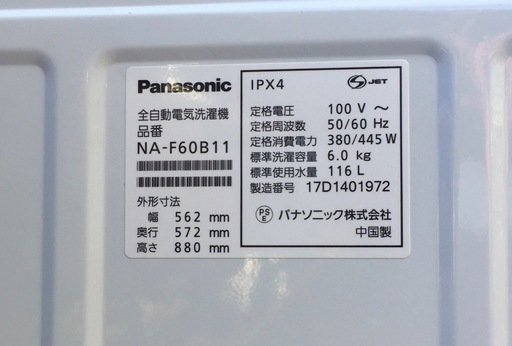 Panasonic
全自動電気洗濯機
品番
NA-F60B11
外形寸法
幅 562 mm
奥行 572 mm
高さ 880 mm
IPX4
S JET
定格電圧 100 V ～
定格周波数 50/60 Hz
定格消費電力 380/445 W
標準洗濯容量 6.0 kg
標準使用水量 116 L
製造番号 17D1401972
PSE パナソニック株式会社
中国製